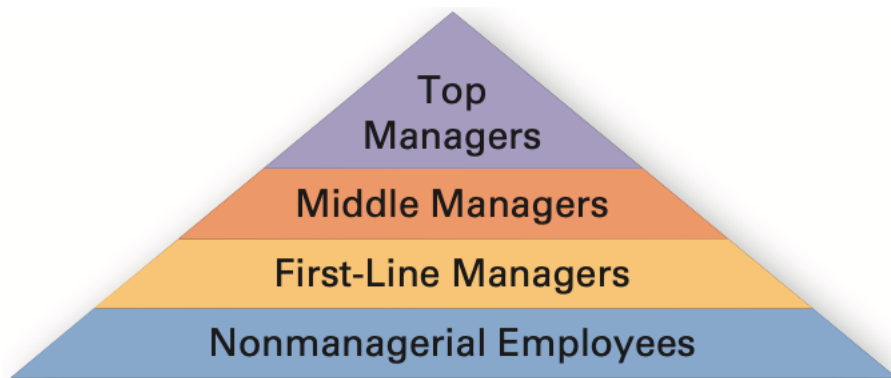 Top
Managers
Middle Managers
First-Line Managers
Nonmanagerial Employees